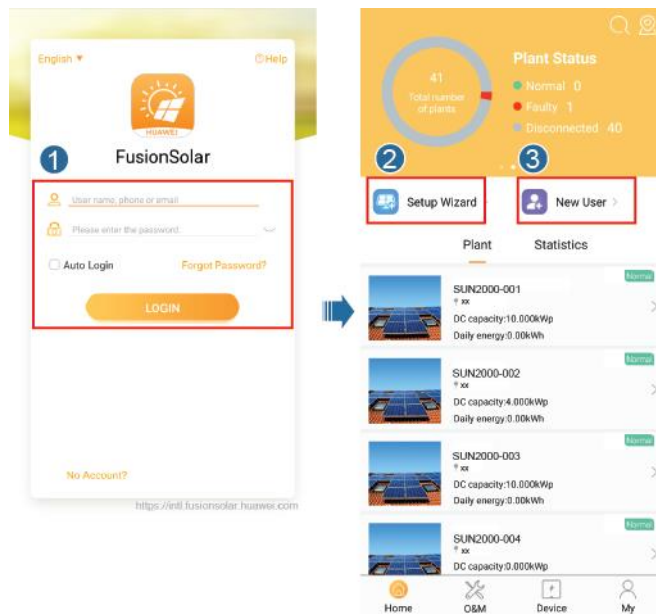 English ▼
Help
HUAWEI
1
FusionSolar
User name, phone or email
Please enter the password.
Auto Login
Forgot Password?
LOGIN
No Account?
https://intl.fusionsolar.huawei.com
Plant Status
41
Total number
of plants
Normal 0
Faulty 1
Disconnected 40
2
3
Setup Wizard
New User >
Plant
Statistics
Normal
SUN2000-001
xx
DC capacity:10.000kWp
Daily energy:0.00kWh
Normal
SUN2000-002
xx
DC capacity:4.000kWp
Daily energy:0.00kWh
Normal
SUN2000-003
xx
DC capacity:10.000kWp
Daily energy:0.00kWh
Normal
SUN2000-004
xx
DC capacity:0.000kWp
Home
O&M
Device
My